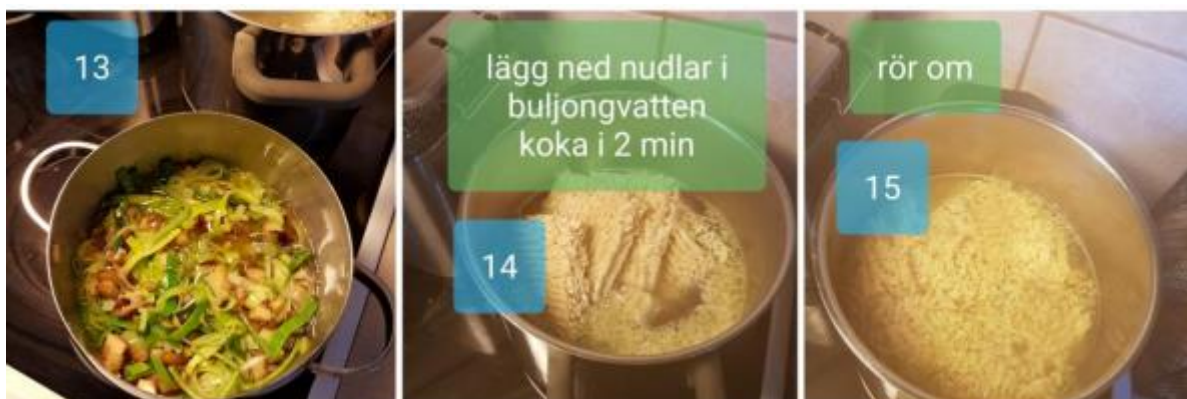 13
lägg ned nudlar i
buljongvatten
koka i 2 min
14
rör om
15